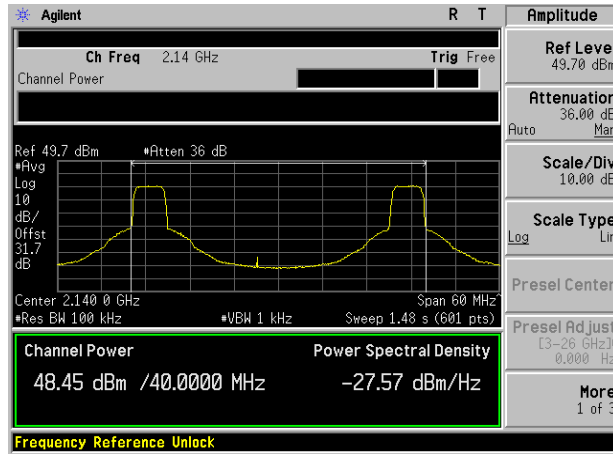 Agilent R T Amplitude
Ch Freq 2.14 GHz Trig Free
Channel Power
Ref Level
49.70 dBm
Attenuation
36.00 dB
Auto Man
Scale/Div
10.00 dB
Scale Type
Log Lin
Presel Center
Presel Adjust
[3-26 GHz]
0.000 Hz
More
1 of 3
Ref 49.7 dBm #Atten 36 dB
#Avg
Log
10
dB/
Offst
31.7
dB
Center 2.140 0 GHz Span 60 MHz
#Res BW 100 kHz #VBW 1 kHz Sweep 1.48 s (601 pts)
Channel Power Power Spectral Density
48.45 dBm /40.0000 MHz -27.57 dBm/Hz
Frequency Reference Unlock